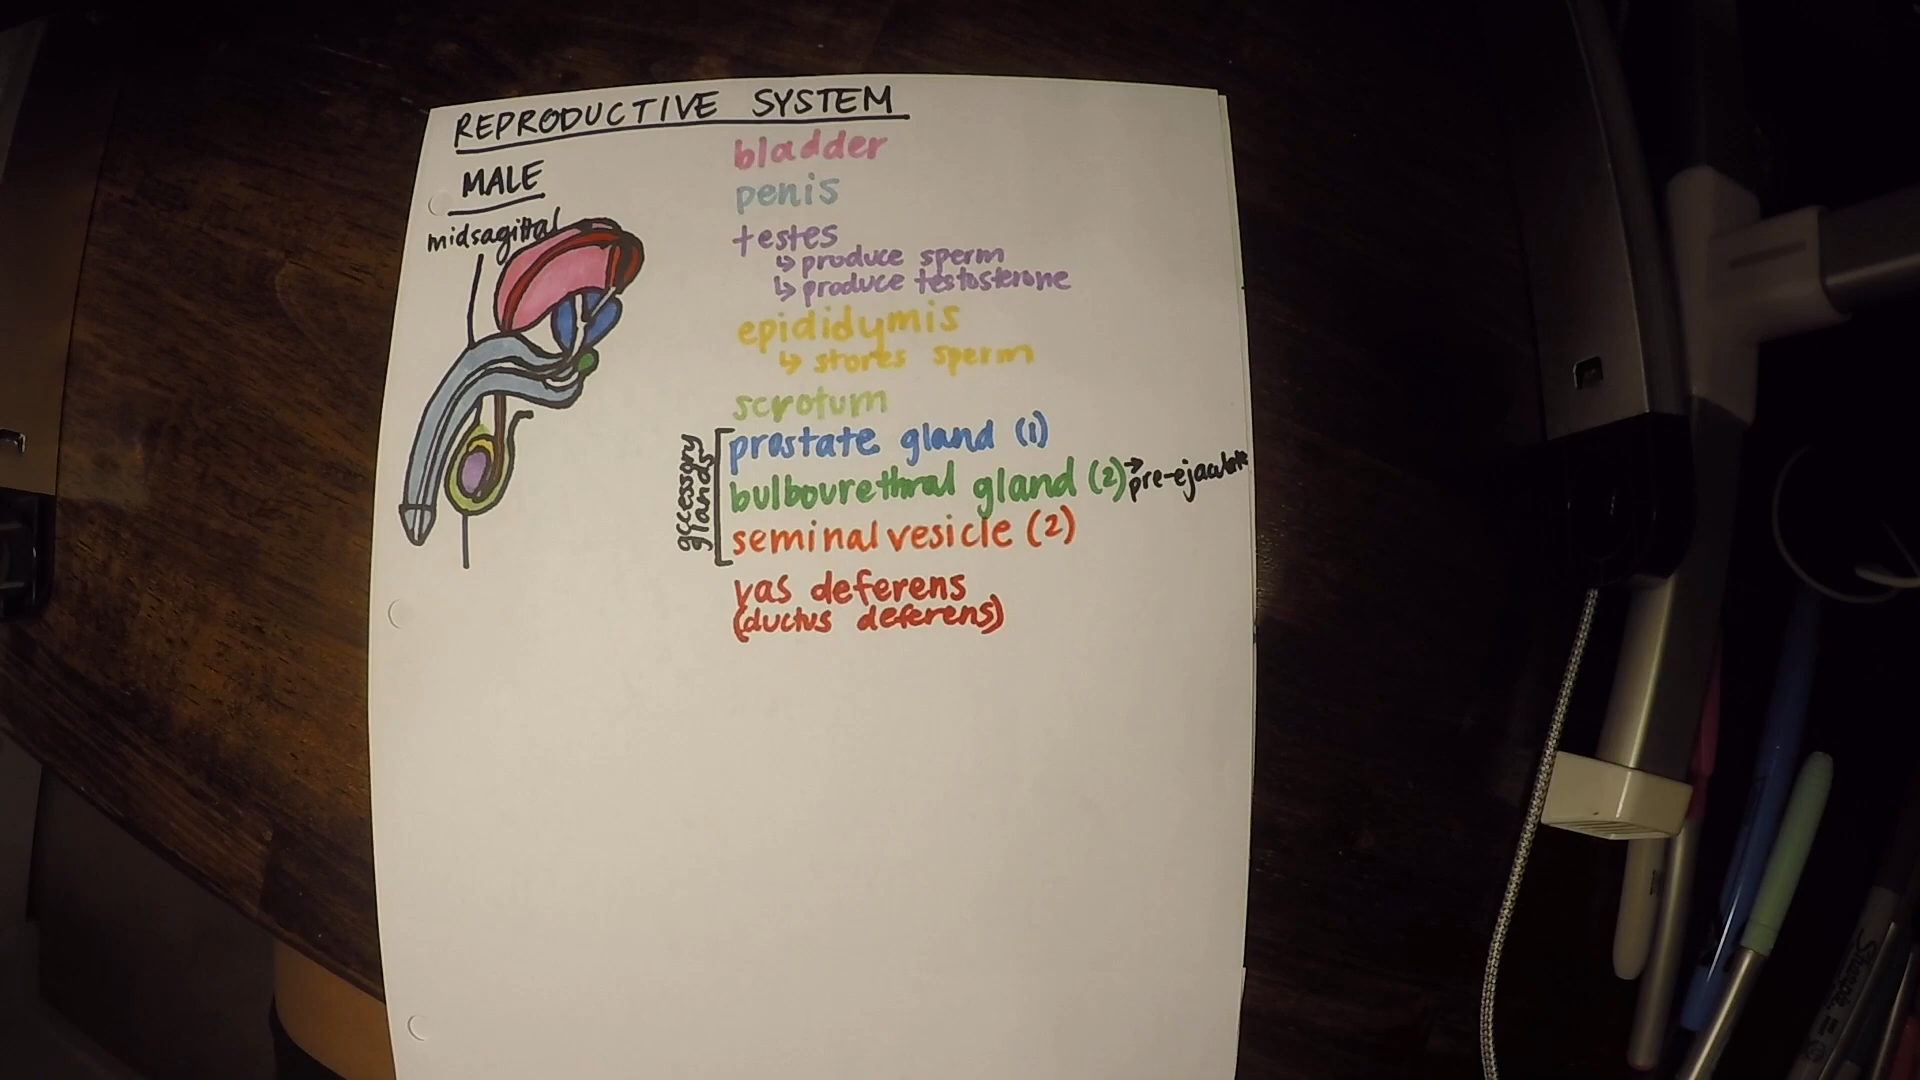 REPRODUCTIVE SYSTEM
MALE
midsagittal
bladder
penis
testes
↳ produce sperm
↳ produce testosterone
epididymis
↳ stores sperm
scrotum
accessory
glands
prostate gland (1)
bulbourethral gland (2) → pre-ejaculate
seminal vesicle (2)
vas deferens
(ductus deferens)
Sharpie